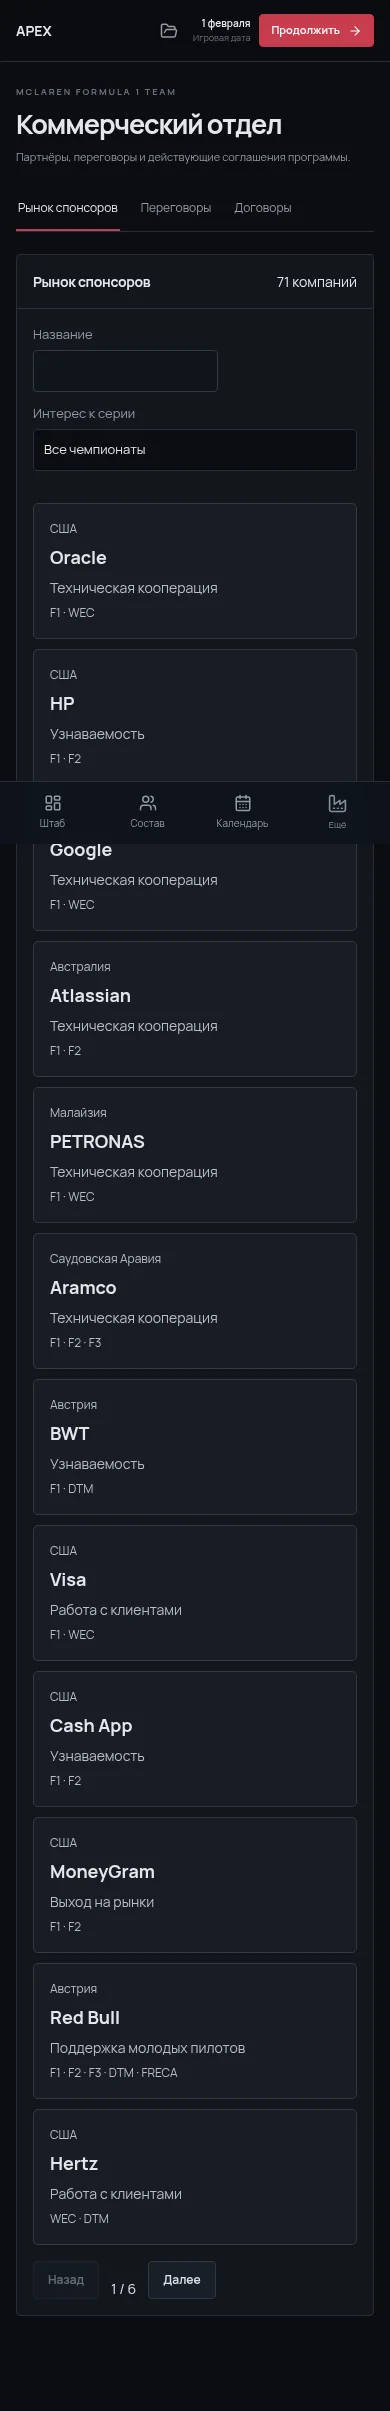 APEX
1 февраля
Игровая дата
Продолжить
MCLAREN FORMULA 1 TEAM
Коммерческий отдел
Партнёры, переговоры и действующие соглашения программы.
Рынок спонсоров
Переговоры
Договоры
Рынок спонсоров
71 компаний
Название
Интерес к серии
Все чемпионаты
США
Oracle
Техническая кооперация
F1 · WEC
США
HP
Узнаваемость
F1 · F2
Штаб
Состав
Календарь
Ещё
Google
Техническая кооперация
F1 · WEC
Австралия
Atlassian
Техническая кооперация
F1 · F2
Малайзия
PETRONAS
Техническая кооперация
F1 · WEC
Саудовская Аравия
Aramco
Техническая кооперация
F1 · F2 · F3
Австрия
BWT
Узнаваемость
F1 · DTM
США
Visa
Работа с клиентами
F1 · WEC
США
Cash App
Узнаваемость
F1 · F2
США
MoneyGram
Выход на рынки
F1 · F2
Австрия
Red Bull
Поддержка молодых пилотов
F1 · F2 · F3 · DTM · FRECA
США
Hertz
Работа с клиентами
WEC · DTM
Назад
1 / 6
Далее